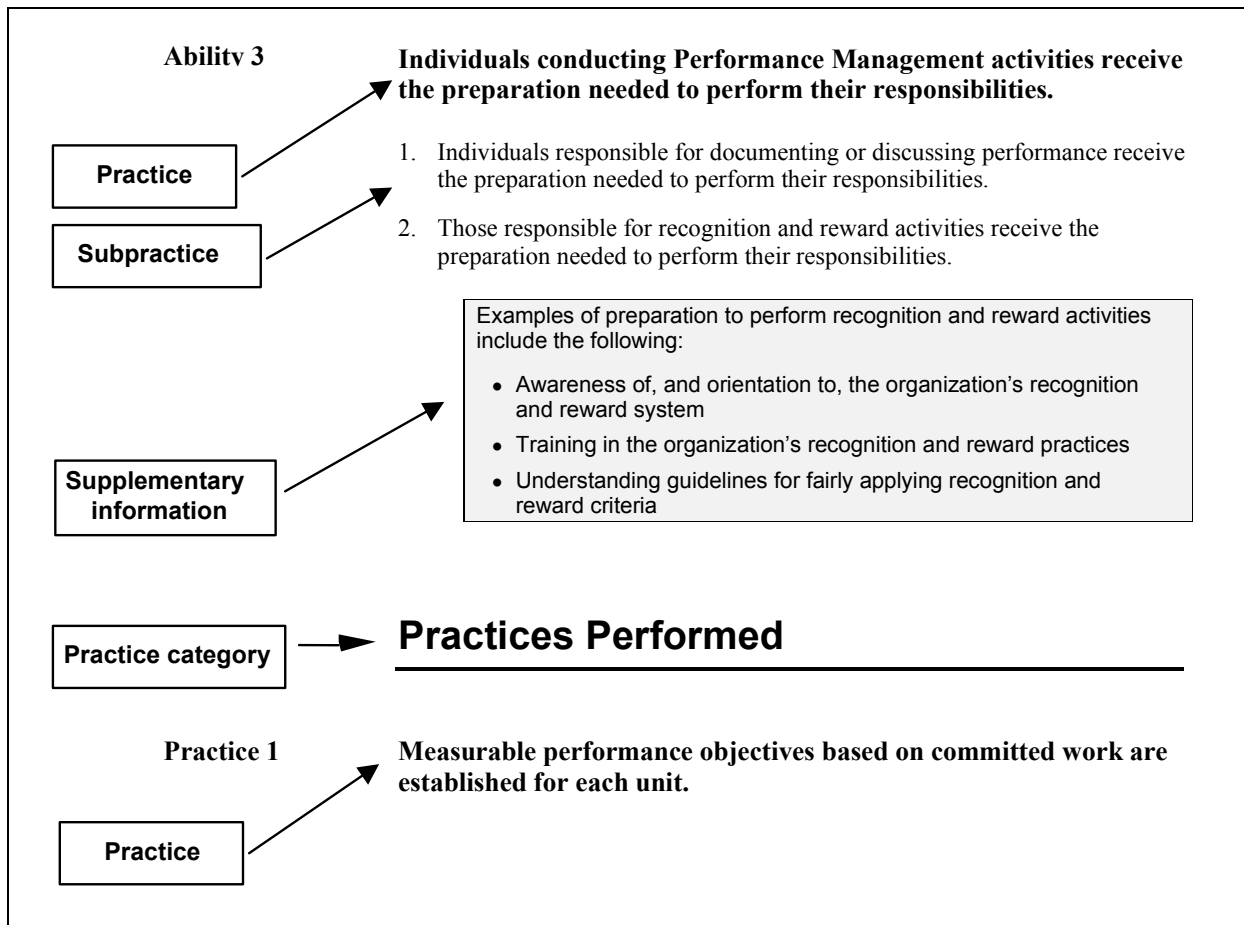 Ability 3
Individuals conducting Performance Management activities receive
the preparation needed to perform their responsibilities.
Practice
1. Individuals responsible for documenting or discussing performance receive
the preparation needed to perform their responsibilities.
Subpractice
2. Those responsible for recognition and reward activities receive the
preparation needed to perform their responsibilities.
Examples of preparation to perform recognition and reward activities
include the following:
• Awareness of, and orientation to, the organization’s recognition
and reward system
• Training in the organization’s recognition and reward practices
• Understanding guidelines for fairly applying recognition and
reward criteria
Supplementary
information
Practice category
Practices Performed
Practice 1
Measurable performance objectives based on committed work are
established for each unit.
Practice